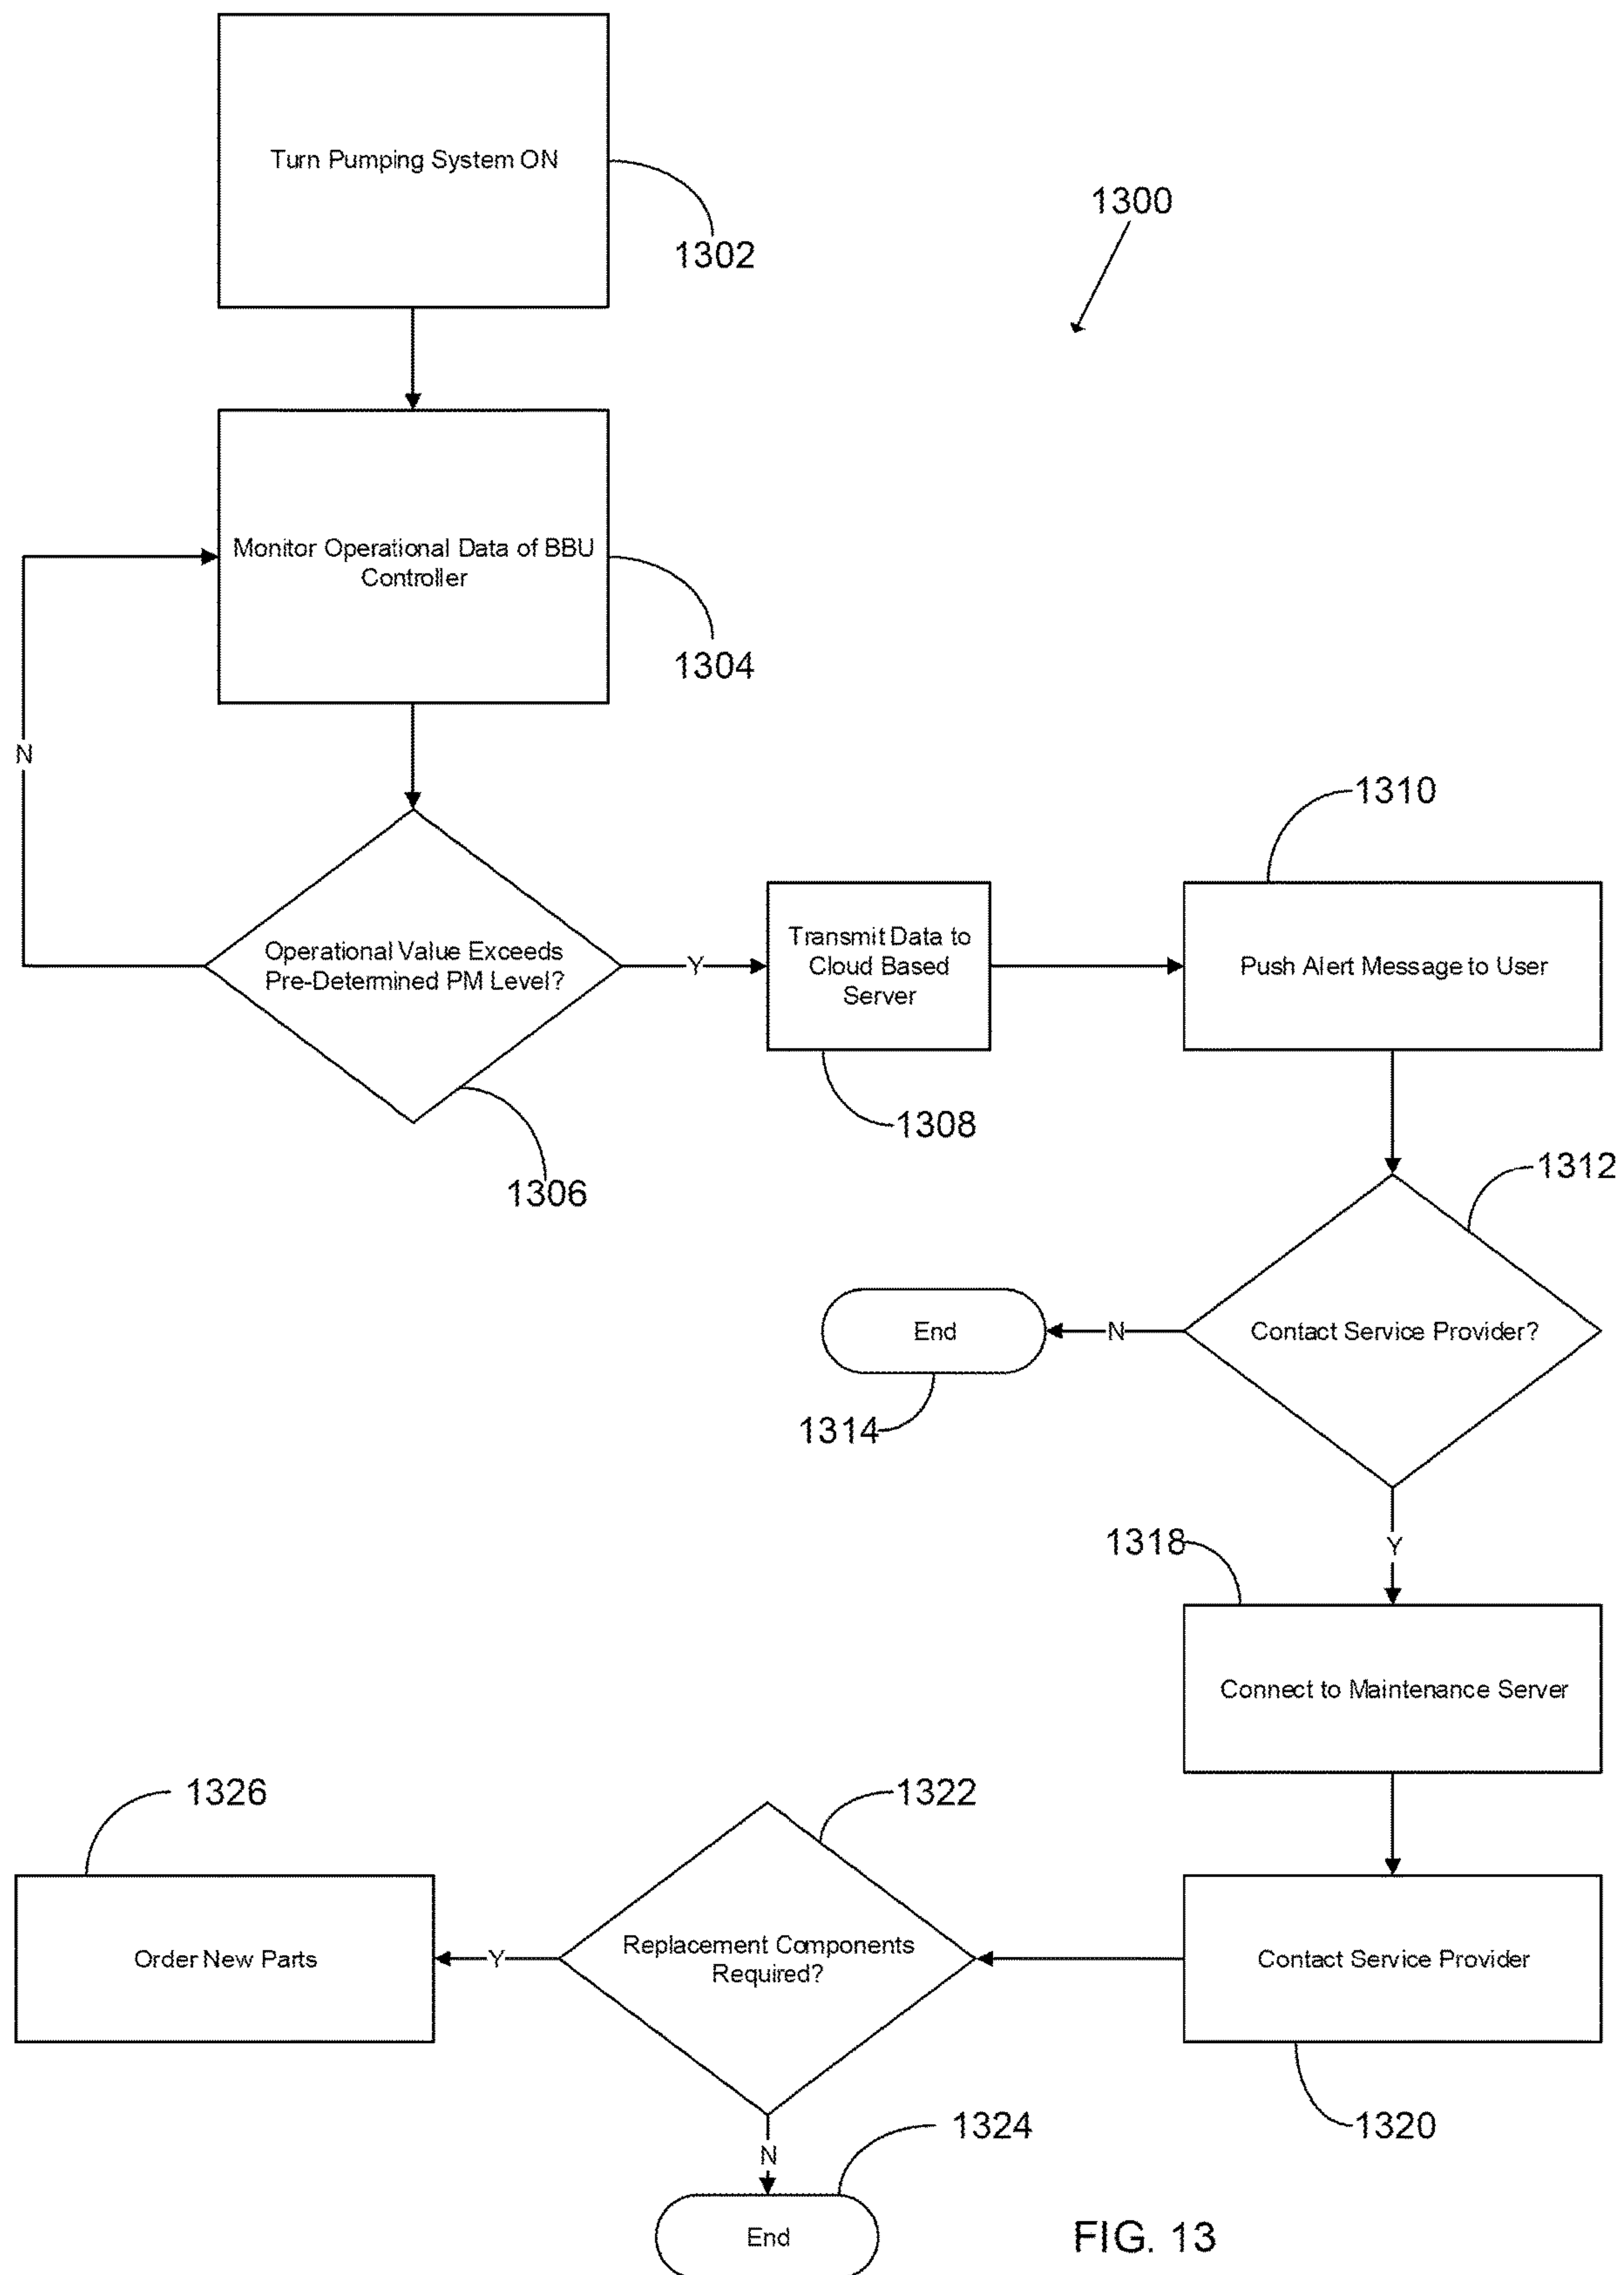 Turn Pumping System ON
1302
1300
Monitor Operational Data of BBU
Controller
1304
N
Operational Value Exceeds
Pre-Determined PM Level?
1306
Y
Transmit Data to
Cloud Based
Server
1308
1310
Push Alert Message to User
1312
Contact Service Provider?
N
End
1314
Y
1318
Connect to Maintenance Server
Contact Service Provider
1320
1322
Replacement Components
Required?
Y
1326
Order New Parts
N
1324
End
FIG. 13